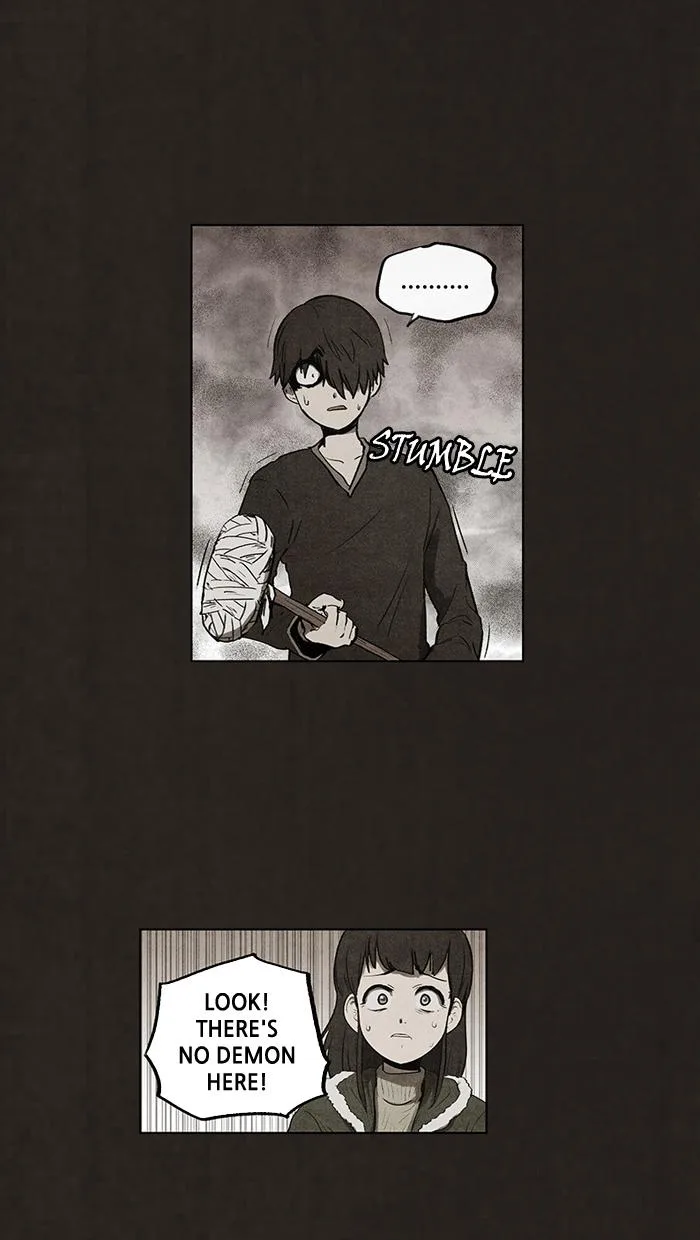 ..........
STUMBLE
LOOK!
THERE'S
NO DEMON
HERE!